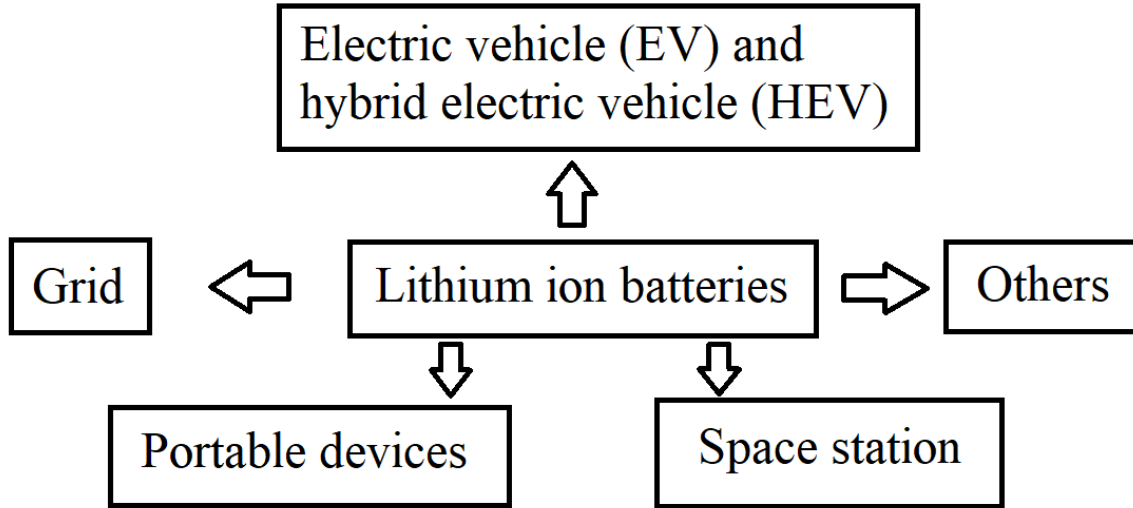 Electric vehicle (EV) and
hybrid electric vehicle (HEV)
Grid
Lithium ion batteries
Others
Portable devices
Space station